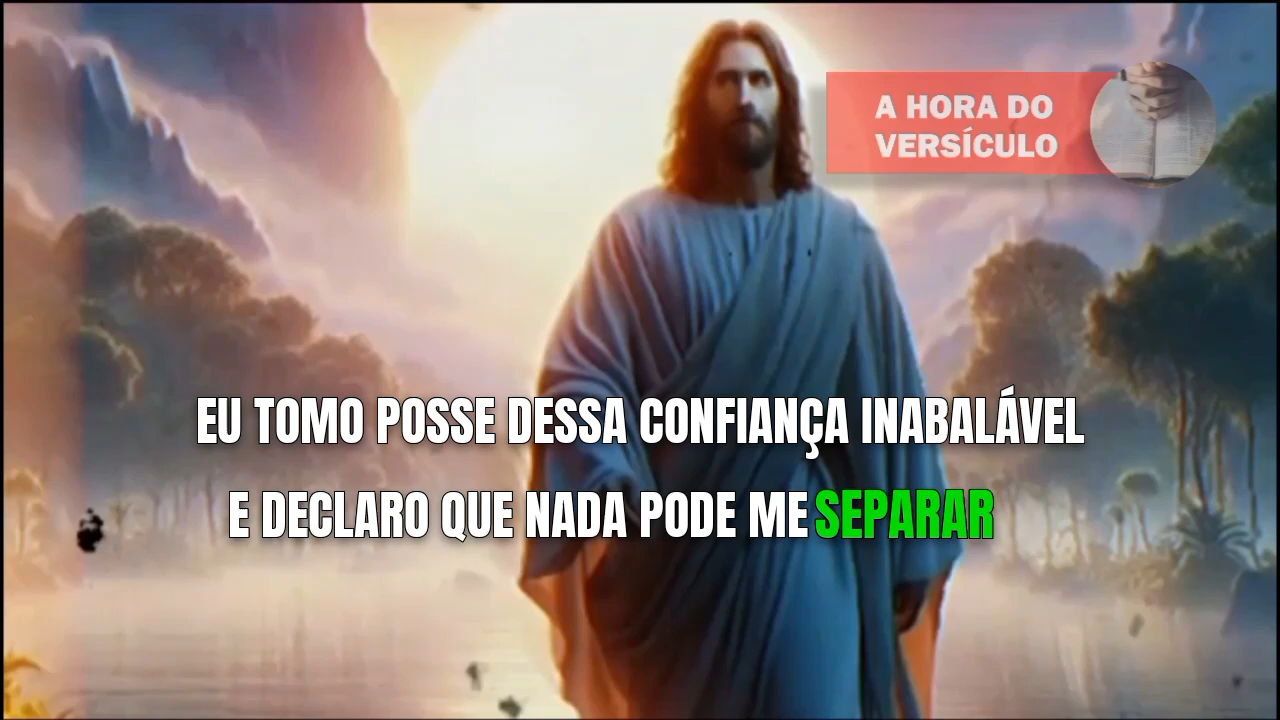 A HORA DO
VERSÍCULO
EU TOMO POSSE DESSA CONFIANÇA INABALÁVEL
E DECLARO QUE NADA PODE ME SEPARAR